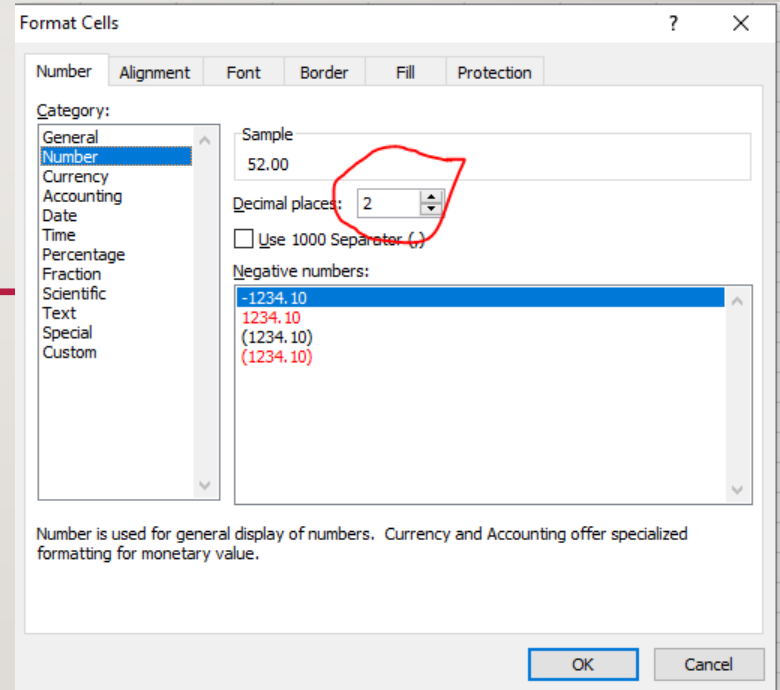 Format Cells
?
Number
Alignment
Font
Border
Fill
Protection
Category:
General
Number
Currency
Accounting
Date
Time
Percentage
Fraction
Scientific
Text
Special
Custom
Sample
52.00
Decimal places: 2
Use 1000 Separator (,)
Negative numbers:
-1234.10
1234.10
(1234.10)
(1234.10)
Number is used for general display of numbers. Currency and Accounting offer specialized
formatting for monetary value.
OK
Cancel